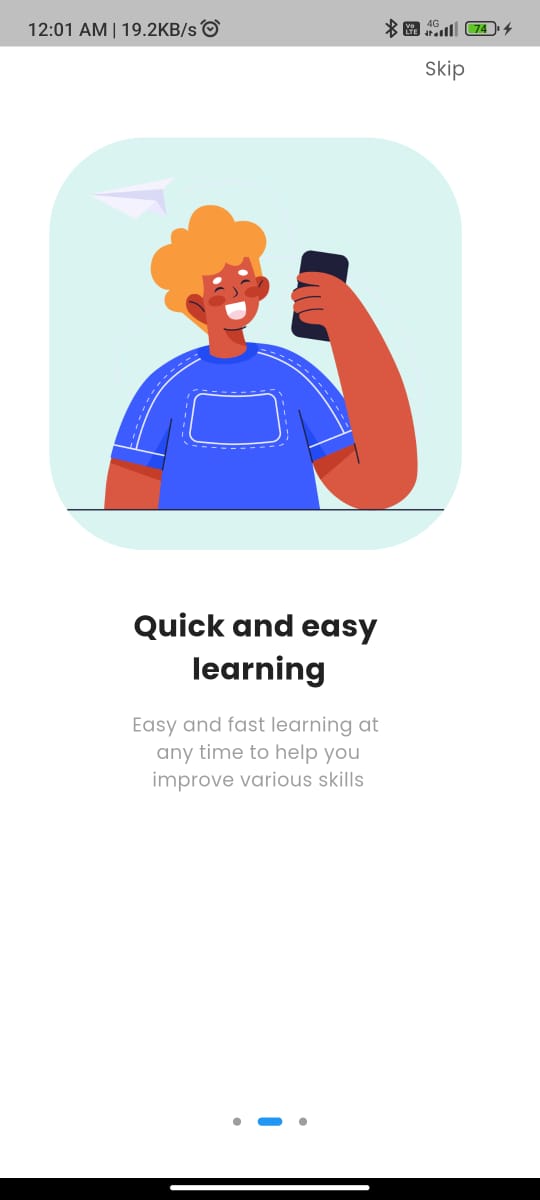 12:01 AM | 19.2KB/s
Vo LTE 4G 74
Skip
Quick and easy
learning
Easy and fast learning at
any time to help you
improve various skills